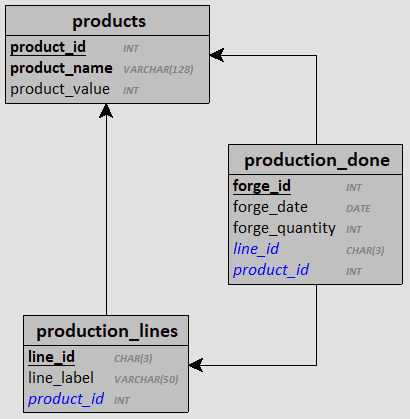 products
product_id INT
product_name VARCHAR(128)
product_value INT
production_done
forge_id INT
forge_date DATE
forge_quantity INT
line_id CHAR(3)
product_id INT
production_lines
line_id CHAR(3)
line_label VARCHAR(50)
product_id INT